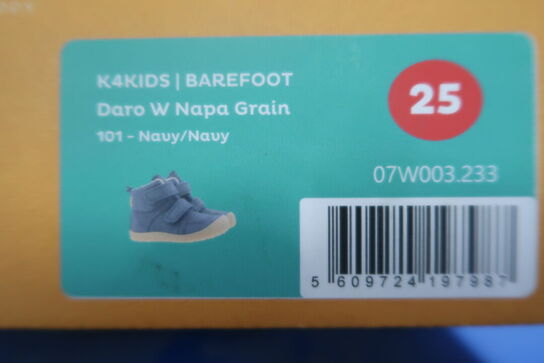 K4KIDS | BAREFOOT
Daro W Napa Grain
101 - Navy/Navy
25
07W003.233
5 609724 197987